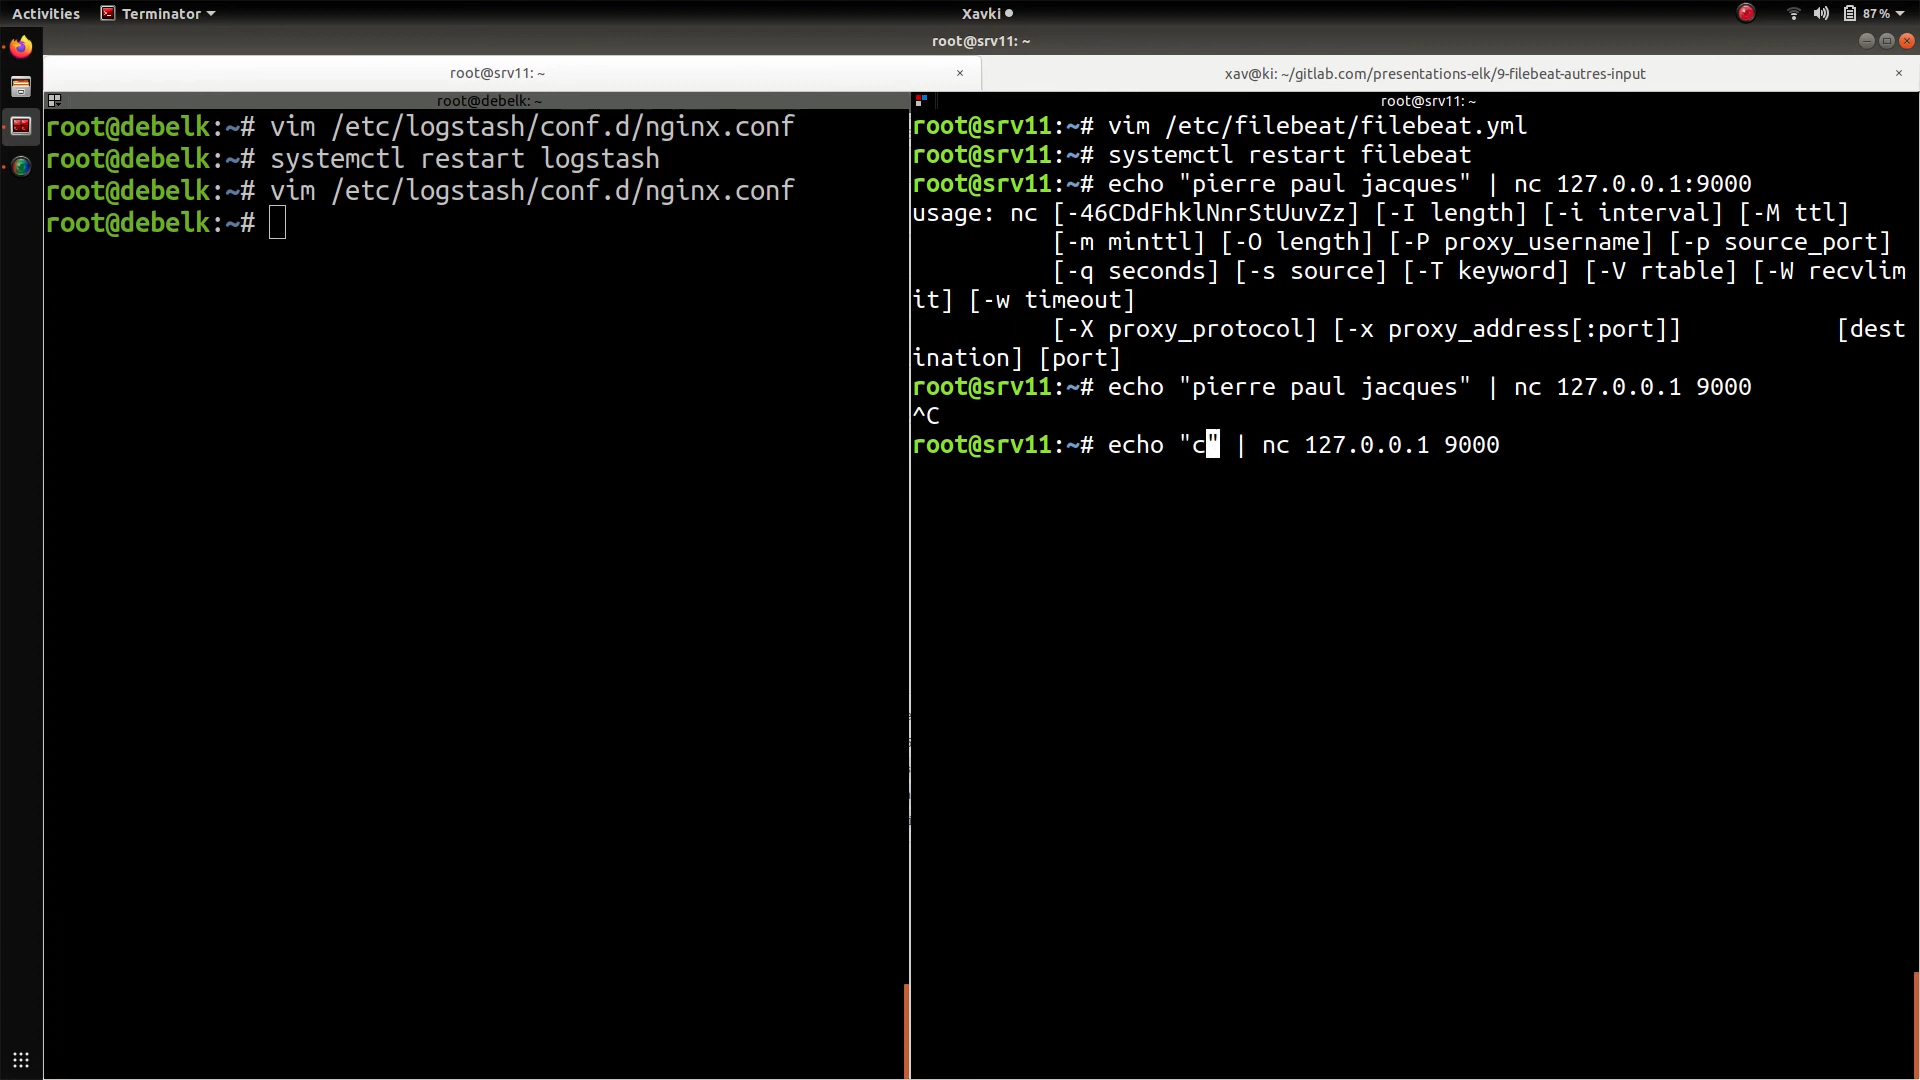 Activities
Terminator
Xavki
87 %
root@srv11: ~
root@srv11: ~
×
xav@ki: ~/gitlab.com/presentations-elk/9-filebeat-autres-input
×
root@debelk: ~
root@debelk:~# vim /etc/logstash/conf.d/nginx.conf
root@debelk:~# systemctl restart logstash
root@debelk:~# vim /etc/logstash/conf.d/nginx.conf
root@debelk:~#
root@srv11: ~
root@srv11:~# vim /etc/filebeat/filebeat.yml
root@srv11:~# systemctl restart filebeat
root@srv11:~# echo "pierre paul jacques" | nc 127.0.0.1:9000
usage: nc [-46CDdFhklNnrStUuvZz] [-I length] [-i interval] [-M ttl]
[-m minttl] [-O length] [-P proxy_username] [-p source_port]
[-q seconds] [-s source] [-T keyword] [-V rtable] [-W recvlim
it] [-w timeout]
[-X proxy_protocol] [-x proxy_address[:port]] [dest
ination] [port]
root@srv11:~# echo "pierre paul jacques" | nc 127.0.0.1 9000
^C
root@srv11:~# echo "c" | nc 127.0.0.1 9000